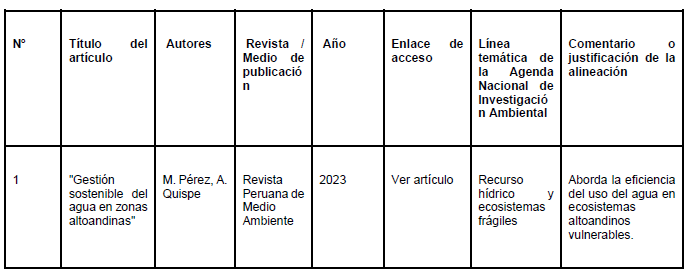 N°
Título del
artículo
Autores
Revista /
Medio de
publicació
n
Año
Enlace de
acceso
Línea
temática de
la Agenda
Nacional de
Investigació
n Ambiental
Comentario o
justificación de la
alineación
1
"Gestión
sostenible del
agua en zonas
altoandinas"
M. Pérez, A.
Quispe
Revista
Peruana de
Medio
Ambiente
2023
Ver artículo
Recurso
hídrico y
ecosistemas
frágiles
Aborda la eficiencia
del uso del agua en
ecosistemas
altoandinos
vulnerables.